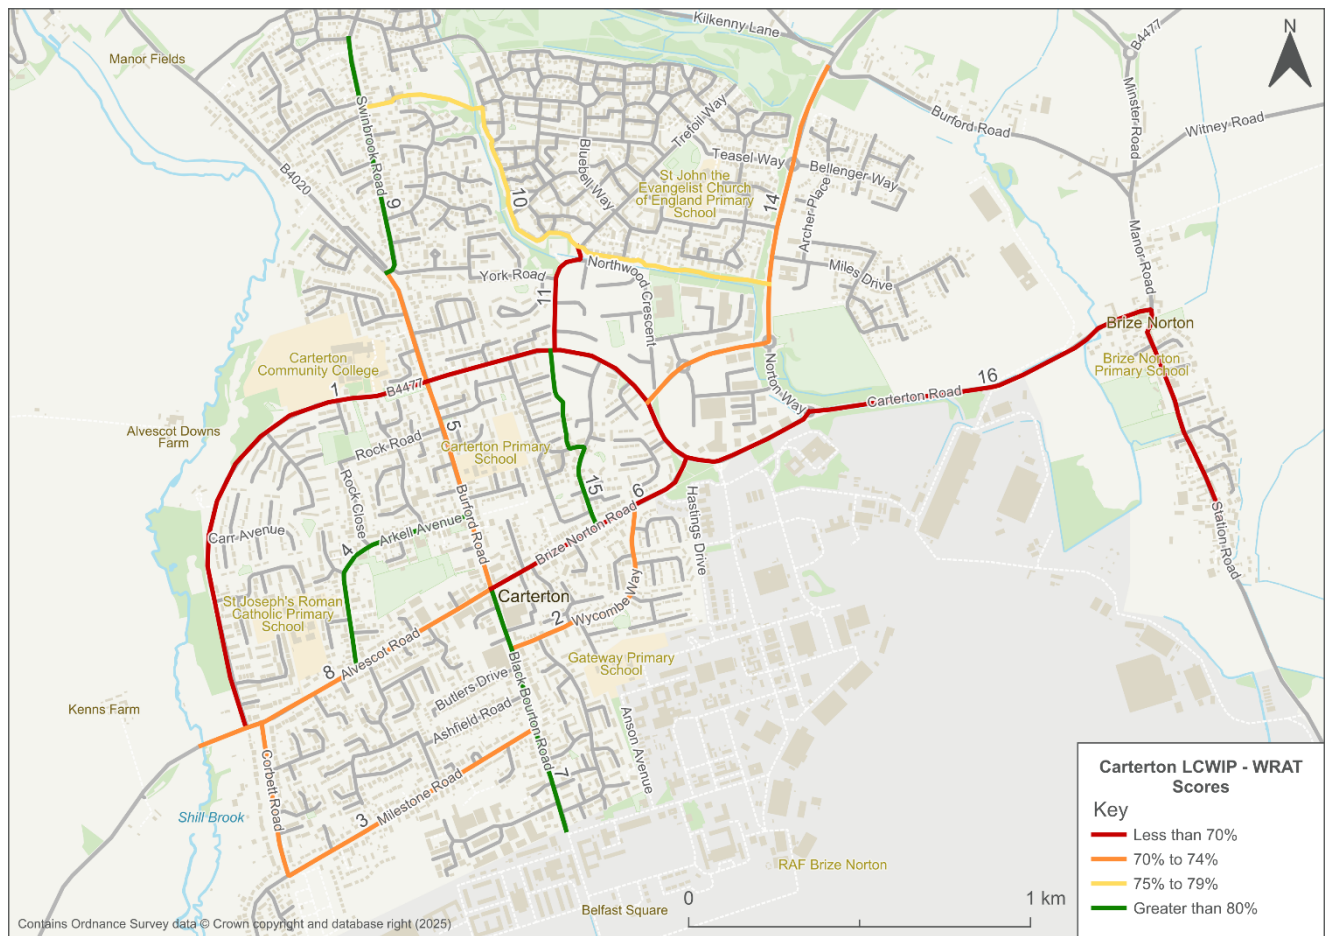 Kilkenny Lane
B4477
N
Manor Fields
Minster Road
Burford Road
Witney Road
Swinbrook Road
Trefoil Way
Teasel Way
Bellenger Way
Bluebell Way
St John the
Evangelist Church
of England Primary
School
B4020
10
9
14
Archer Place
Manor Road
York Road
Northwood
Crescent
Miles Drive
11
Brize Norton
Brize Norton
Primary School
Carterton
Community College
1
B4477
Norton Way
Carterton Road
16
Alvescot Downs
Farm
Rock Road
5
Carterton Primary
School
Rock Close
15
6
Burford Road
Hastings Drive
Station Road
Carr Avenue
Arkell Avenue
4
Brize Norton Road
Carterton
Wycombe Way
2
St Joseph's Roman
Catholic Primary
School
8
Alvescot Road
Gateway Primary
School
Butlers Drive
Black Bourton Road
Ashfield Road
Kenns Farm
Anson Avenue
Corbett Road
7
Milestone Road
3
Shill Brook
RAF Brize Norton
Belfast Square
0
1 km
Carterton LCWIP - WRAT
Scores
Key
Less than 70%
70% to 74%
75% to 79%
Greater than 80%
Contains Ordnance Survey data © Crown copyright and database right (2025)